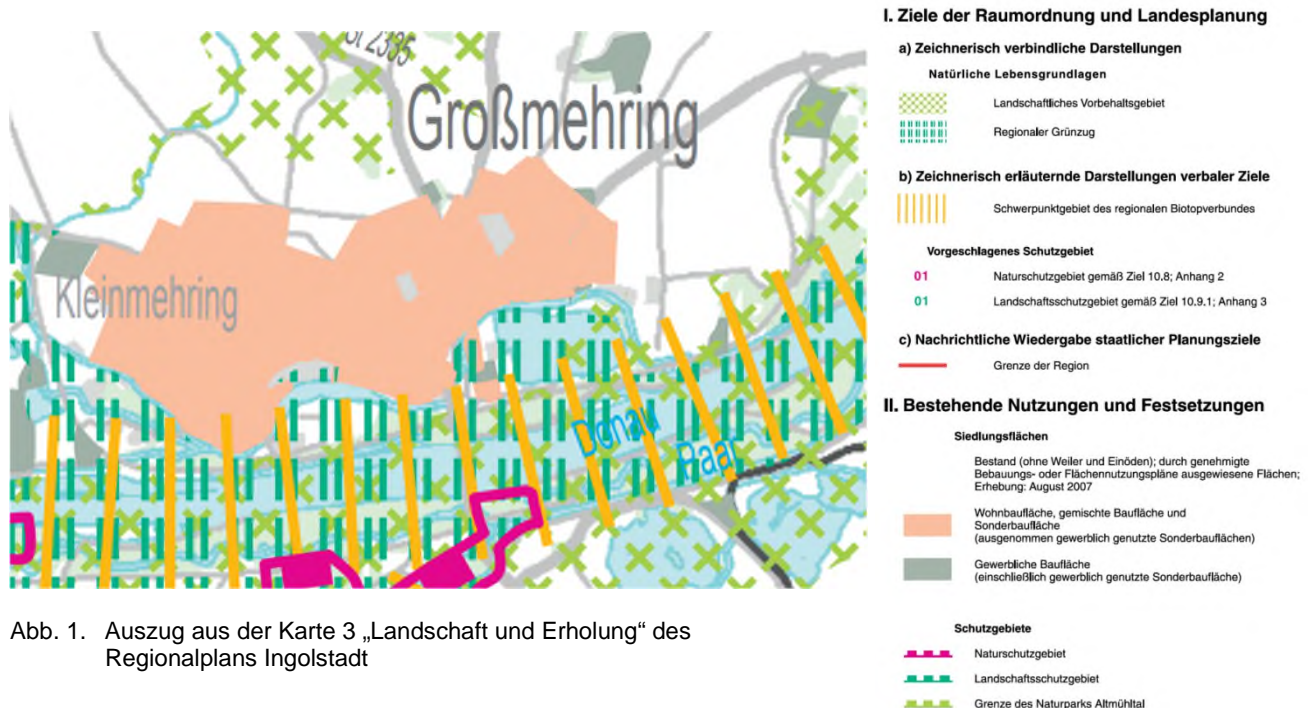 St 2335
Großmehring
Kleinmehring
Donau
Paar
Abb. 1. Auszug aus der Karte 3 „Landschaft und Erholung“ des
Regionalplans Ingolstadt
I. Ziele der Raumordnung und Landesplanung
a) Zeichnerisch verbindliche Darstellungen
Natürliche Lebensgrundlagen
Landschaftliches Vorbehaltsgebiet
Regionaler Grünzug
b) Zeichnerisch erläuternde Darstellungen verbaler Ziele
Schwerpunktgebiet des regionalen Biotopverbundes
Vorgeschlagenes Schutzgebiet
01 Naturschutzgebiet gemäß Ziel 10.8; Anhang 2
01 Landschaftsschutzgebiet gemäß Ziel 10.9.1; Anhang 3
c) Nachrichtliche Wiedergabe staatlicher Planungsziele
Grenze der Region
II. Bestehende Nutzungen und Festsetzungen
Siedlungsflächen
Bestand (ohne Weiler und Einöden); durch genehmigte
Bebauungs- oder Flächennutzungspläne ausgewiesene Flächen;
Erhebung: August 2007
Wohnbaufläche, gemischte Baufläche und
Sonderbaufläche
(ausgenommen gewerblich genutzte Sonderbauflächen)
Gewerbliche Baufläche
(einschließlich gewerblich genutzte Sonderbaufläche)
Schutzgebiete
Naturschutzgebiet
Landschaftsschutzgebiet
Grenze des Naturparks Altmühltal